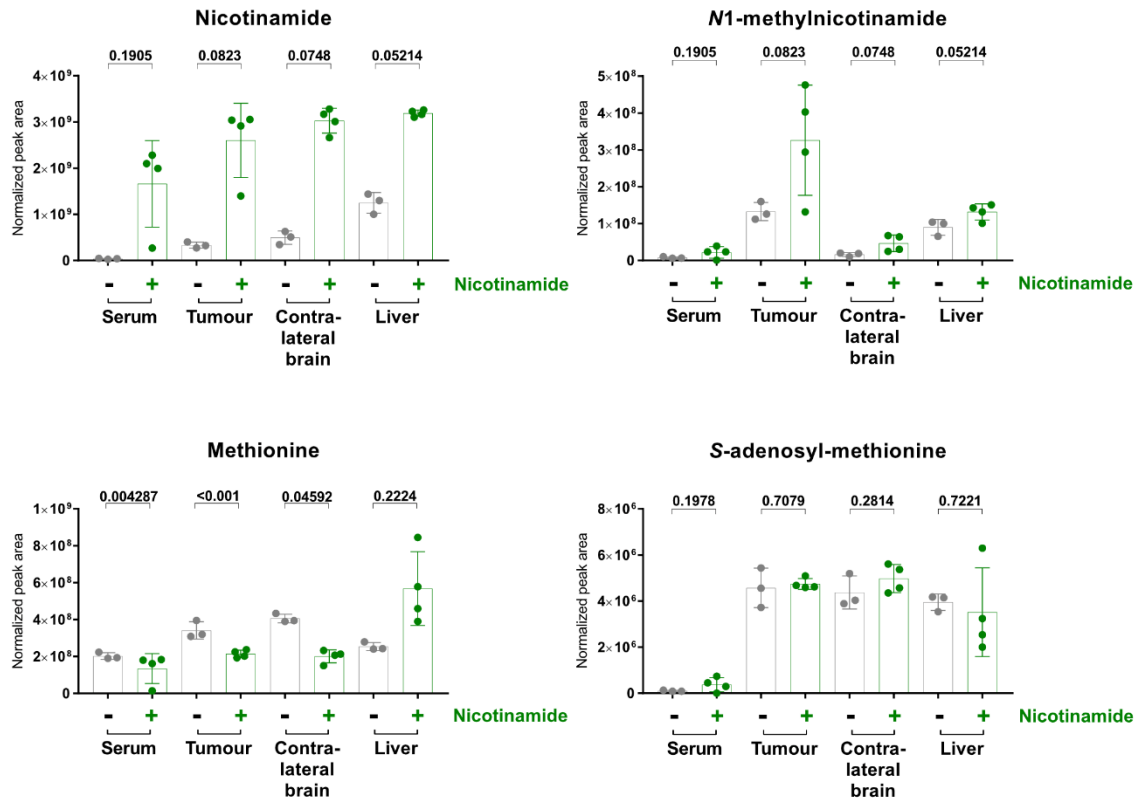 Nicotinamide
0.1905 0.0823 0.0748 0.05214
Normalized peak area
4×10⁹
3×10⁹
2×10⁹
1×10⁹
0
- + - + - + - + Nicotinamide
Serum Tumour Contra- Liver
lateral
brain
N1-methylnicotinamide
0.1905 0.0823 0.0748 0.05214
Normalized peak area
5×10⁸
5×10⁸
3×10⁸
2×10⁸
1×10⁸
0
- + - + - + - + Nicotinamide
Serum Tumour Contra- Liver
lateral
brain
Methionine
0.004287 <0.001 0.04592 0.2224
Normalized peak area
1×10⁹
8×10⁸
6×10⁸
4×10⁸
2×10⁸
0
- + - + - + - + Nicotinamide
Serum Tumour Contra- Liver
lateral
brain
S-adenosyl-methionine
0.1978 0.7079 0.2814 0.7221
Normalized peak area
8×10⁶
6×10⁶
4×10⁶
2×10⁶
0
- + - + - + - + Nicotinamide
Serum Tumour Contra- Liver
lateral
brain